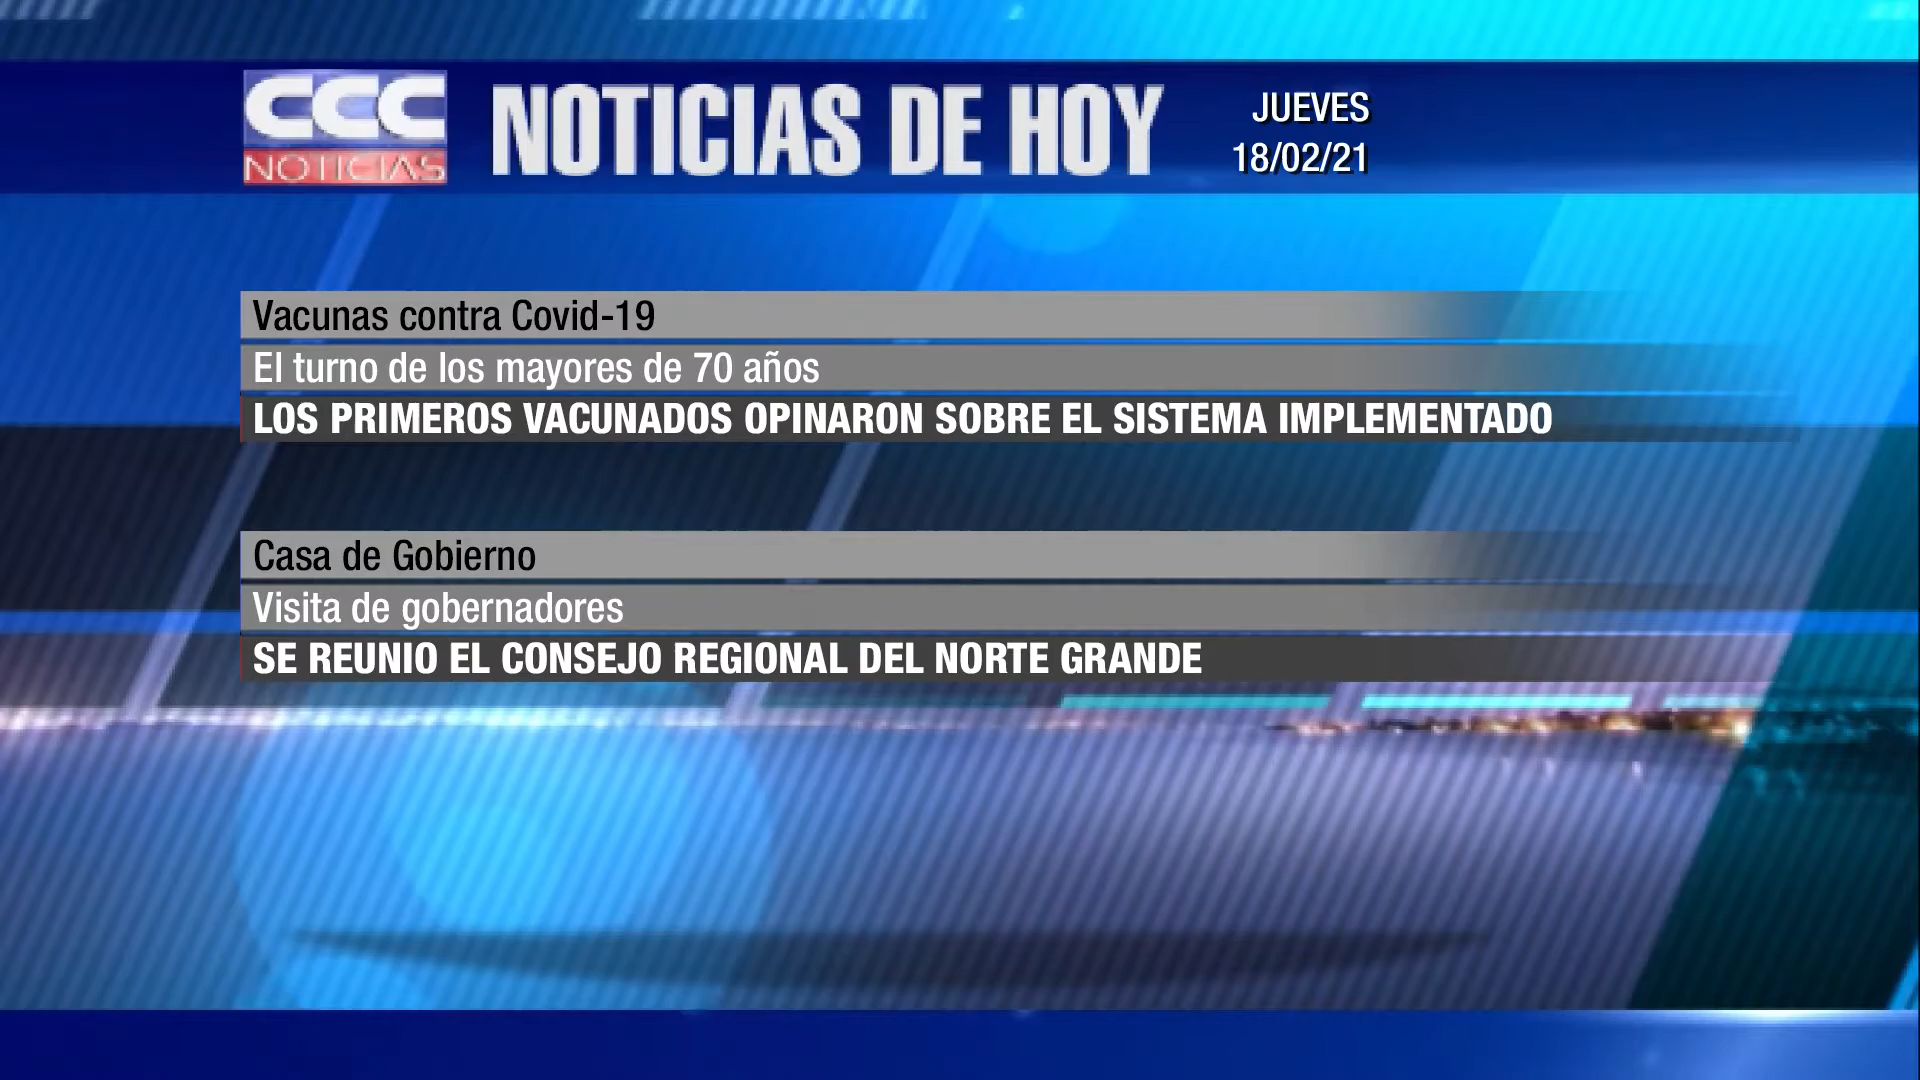 CCC
NOTICIAS
NOTICIAS DE HOY
JUEVES
18/02/21
Vacunas contra Covid-19
El turno de los mayores de 70 años
LOS PRIMEROS VACUNADOS OPINARON SOBRE EL SISTEMA IMPLEMENTADO
Casa de Gobierno
Visita de gobernadores
SE REUNIO EL CONSEJO REGIONAL DEL NORTE GRANDE